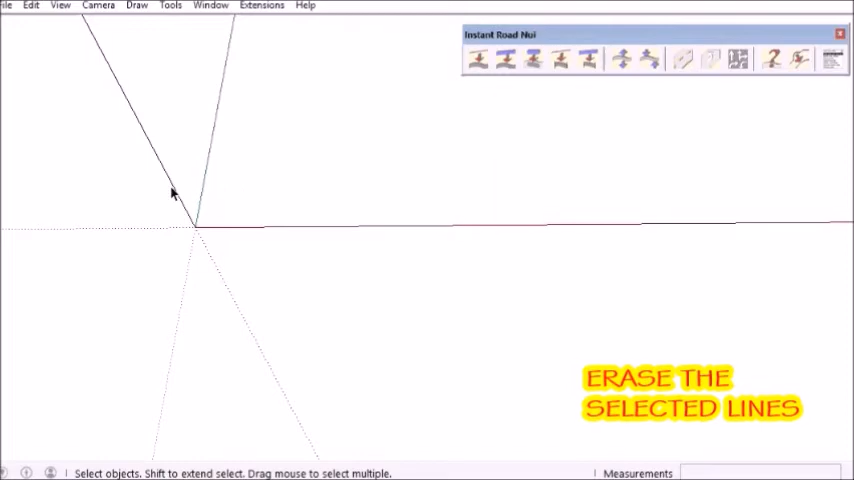 ile Edit View Camera Draw Tools Window Extensions Help
Instant Road Nui
ERASE THE
SELECTED LINES
Select objects. Shift to extend select. Drag mouse to select multiple.
Measurements